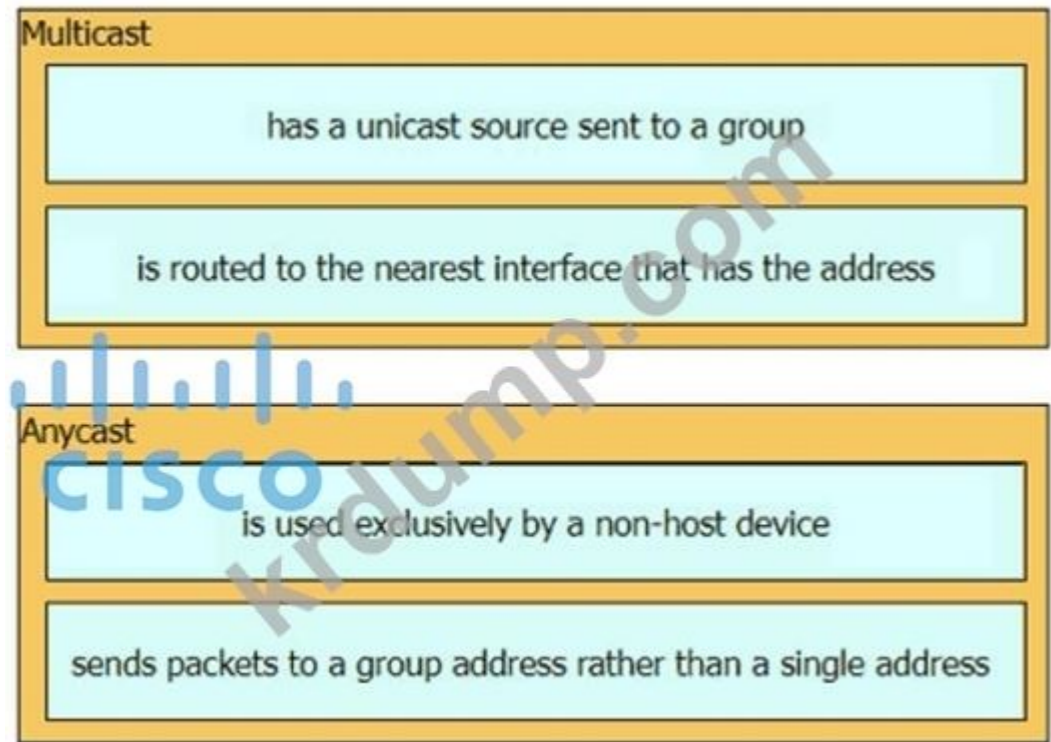 Multicast
has a unicast source sent to a group
is routed to the nearest interface that has the address
Anycast
CISCO
is used exclusively by a non-host device
sends packets to a group address rather than a single address
krdump.com